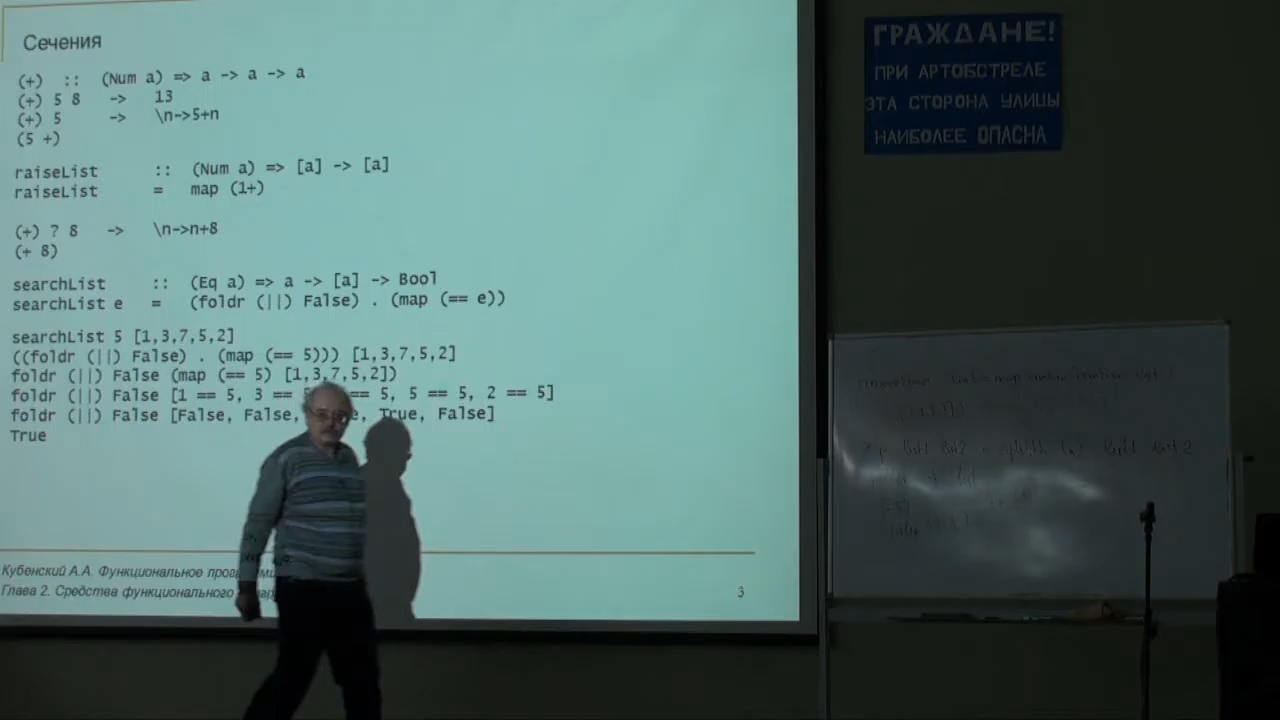 Сечения
(+) :: (Num a) => a -> a -> a
(+) 5 8 -> 13
(+) 5 -> \n->5+n
(5 +)
raiseList :: (Num a) => [a] -> [a]
raiseList = map (1+)
(+) ? 8 -> \n->n+8
(+ 8)
searchList :: (Eq a) => a -> [a] -> Bool
searchList e = (foldr (||) False) . (map (== e))
searchList 5 [1,3,7,5,2]
((foldr (||) False) . (map (== 5))) [1,3,7,5,2]
foldr (||) False (map (== 5) [1,3,7,5,2])
foldr (||) False [1 == 5, 3 == == 5, 5 == 5, 2 == 5]
foldr (||) False [False, False, True, False]
True
Кубенский А.А. Функциональное
Глава 2. Средства функционального
3
ГРАЖДАНЕ!
ПРИ АРТОБСТРЕЛЕ
ЭТА СТОРОНА УЛИЦЫ
НАИБОЛЕЕ ОПАСНА